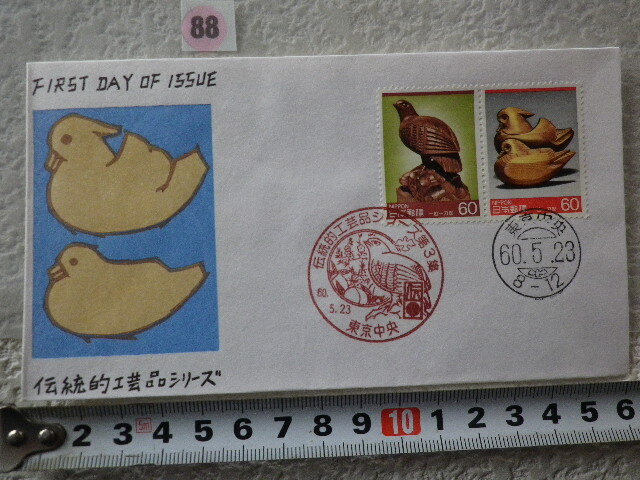 88
FIRST DAY OF ISSUE
NIPPON
日本郵便
60
NIPPON
日本郵便
60
伝統的工芸品シリーズ第3集
60.
5.23
東京中央
東京中央
60.5.23
8-12
伝統的工芸品シリーズ
2 3 4 5m 5 6 7 8 9 10 1 2 3 4 5 6